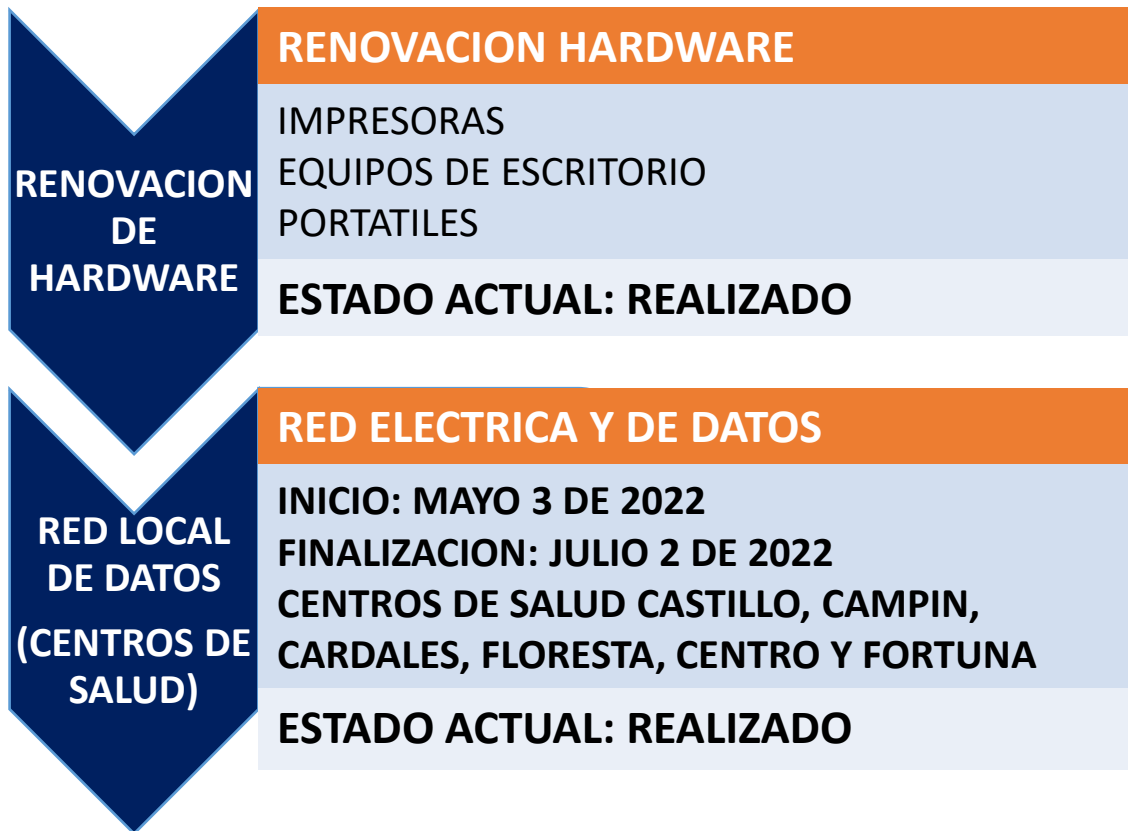 RENOVACION
DE
HARDWARE
RENOVACION HARDWARE
IMPRESORAS
EQUIPOS DE ESCRITORIO
PORTATILES
ESTADO ACTUAL: REALIZADO
RED LOCAL
DE DATOS
(CENTROS DE
SALUD)
RED ELECTRICA Y DE DATOS
INICIO: MAYO 3 DE 2022
FINALIZACION: JULIO 2 DE 2022
CENTROS DE SALUD CASTILLO, CAMPIN,
CARDALES, FLORESTA, CENTRO Y FORTUNA
ESTADO ACTUAL: REALIZADO